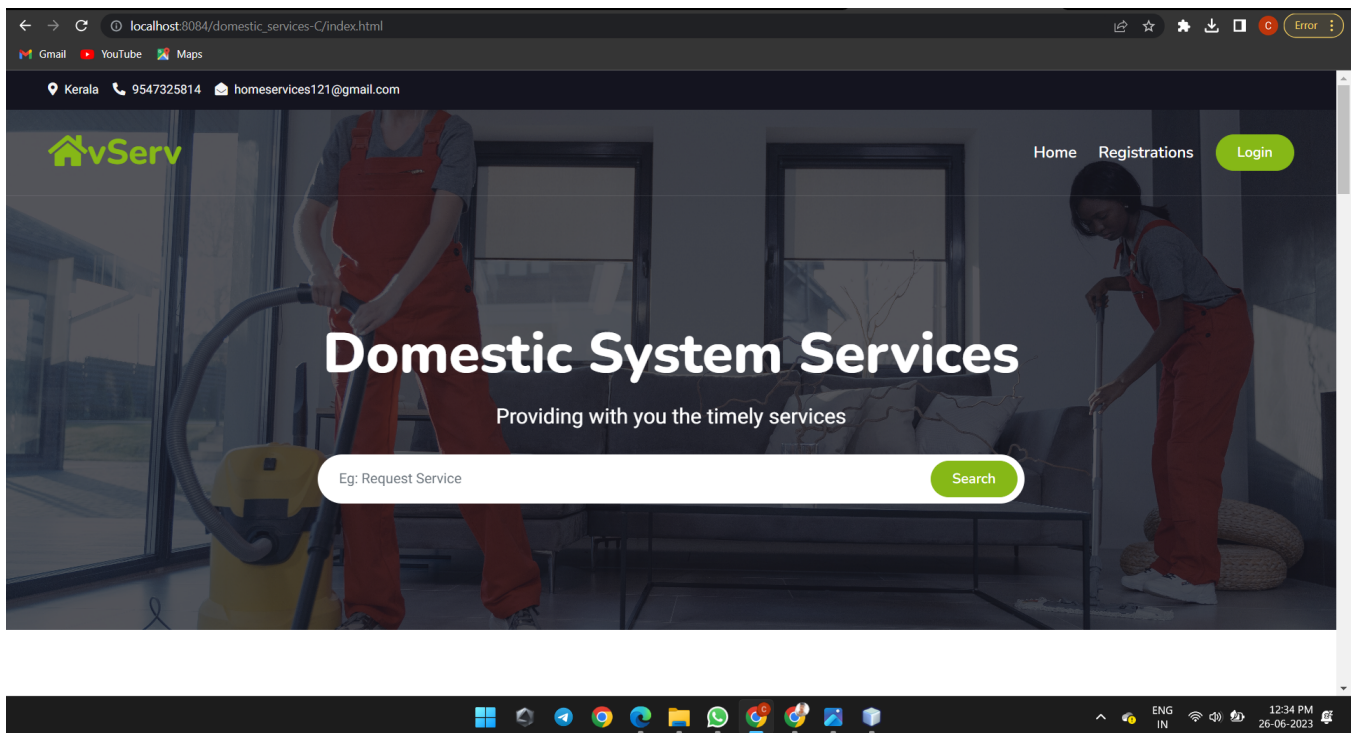 localhost:8084/domestic_services-C/index.html
C
Error
Gmail YouTube Maps
Kerala 9547325814 homeservices121@gmail.com
vServ
Home Registrations Login
Domestic System Services
Providing with you the timely services
Eg: Request Service Search
ENG
IN
12:34 PM
26-06-2023